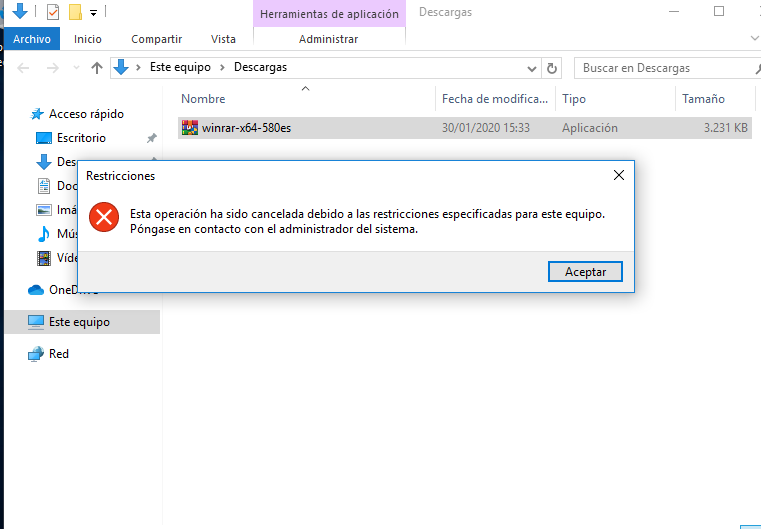 Herramientas de aplicación
Descargas
Archivo
Inicio
Compartir
Vista
Administrar
Este equipo
Descargas
Buscar en Descargas
Nombre
Fecha de modifica...
Tipo
Tamaño
Acceso rápido
winrar-x64-580es
30/01/2020 15:33
Aplicación
3.231 KB
Escritorio
Des
Doc
Imá
Mús
Víde
OneDrive
Este equipo
Red
Restricciones
Esta operación ha sido cancelada debido a las restricciones especificadas para este equipo.
Póngase en contacto con el administrador del sistema.
Aceptar